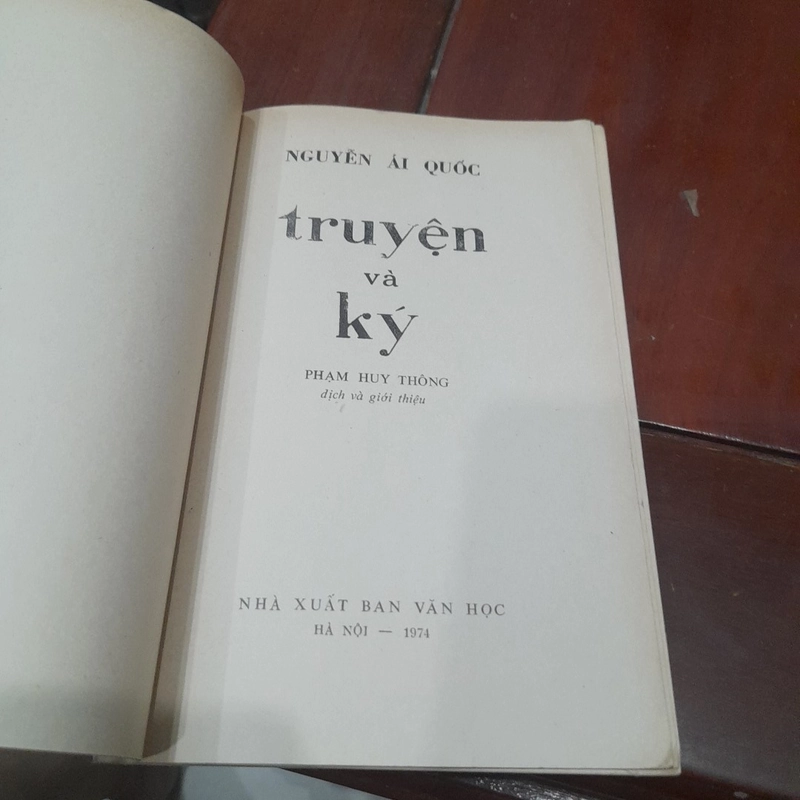 NGUYỄN ÁI QUỐC
truyện
và
ký
PHẠM HUY THÔNG
dịch và giới thiệu
NHÀ XUẤT BẢN VĂN HỌC
HÀ NỘI — 1974